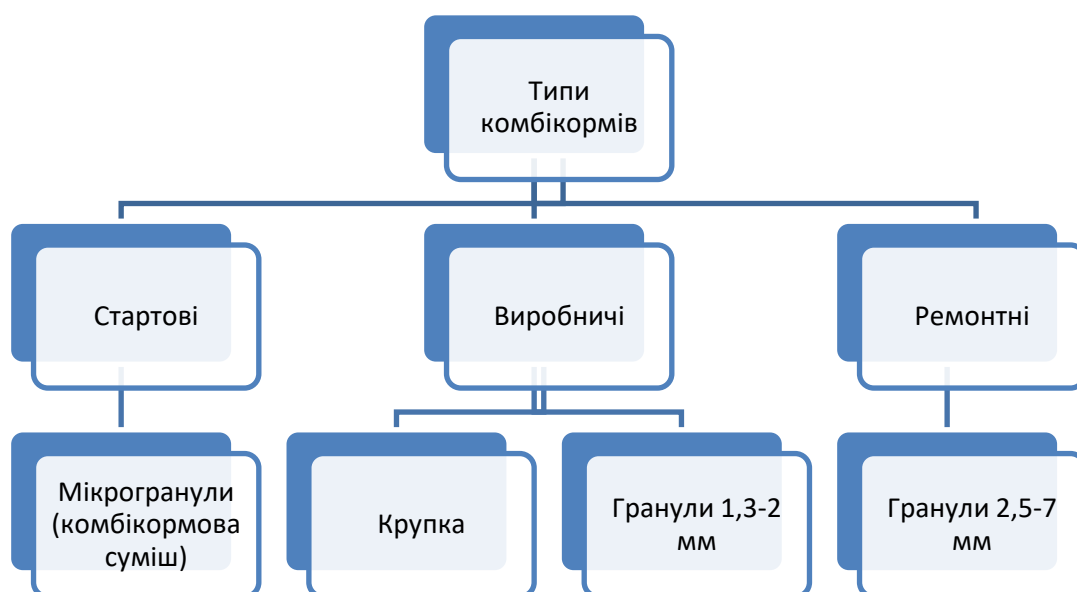 Типи
комбікормів
Стартові
Виробничі
Ремонтні
Мікрогранули
(комбікормова
суміш)
Крупка
Гранули 1,3-2
мм
Гранули 2,5-7
мм